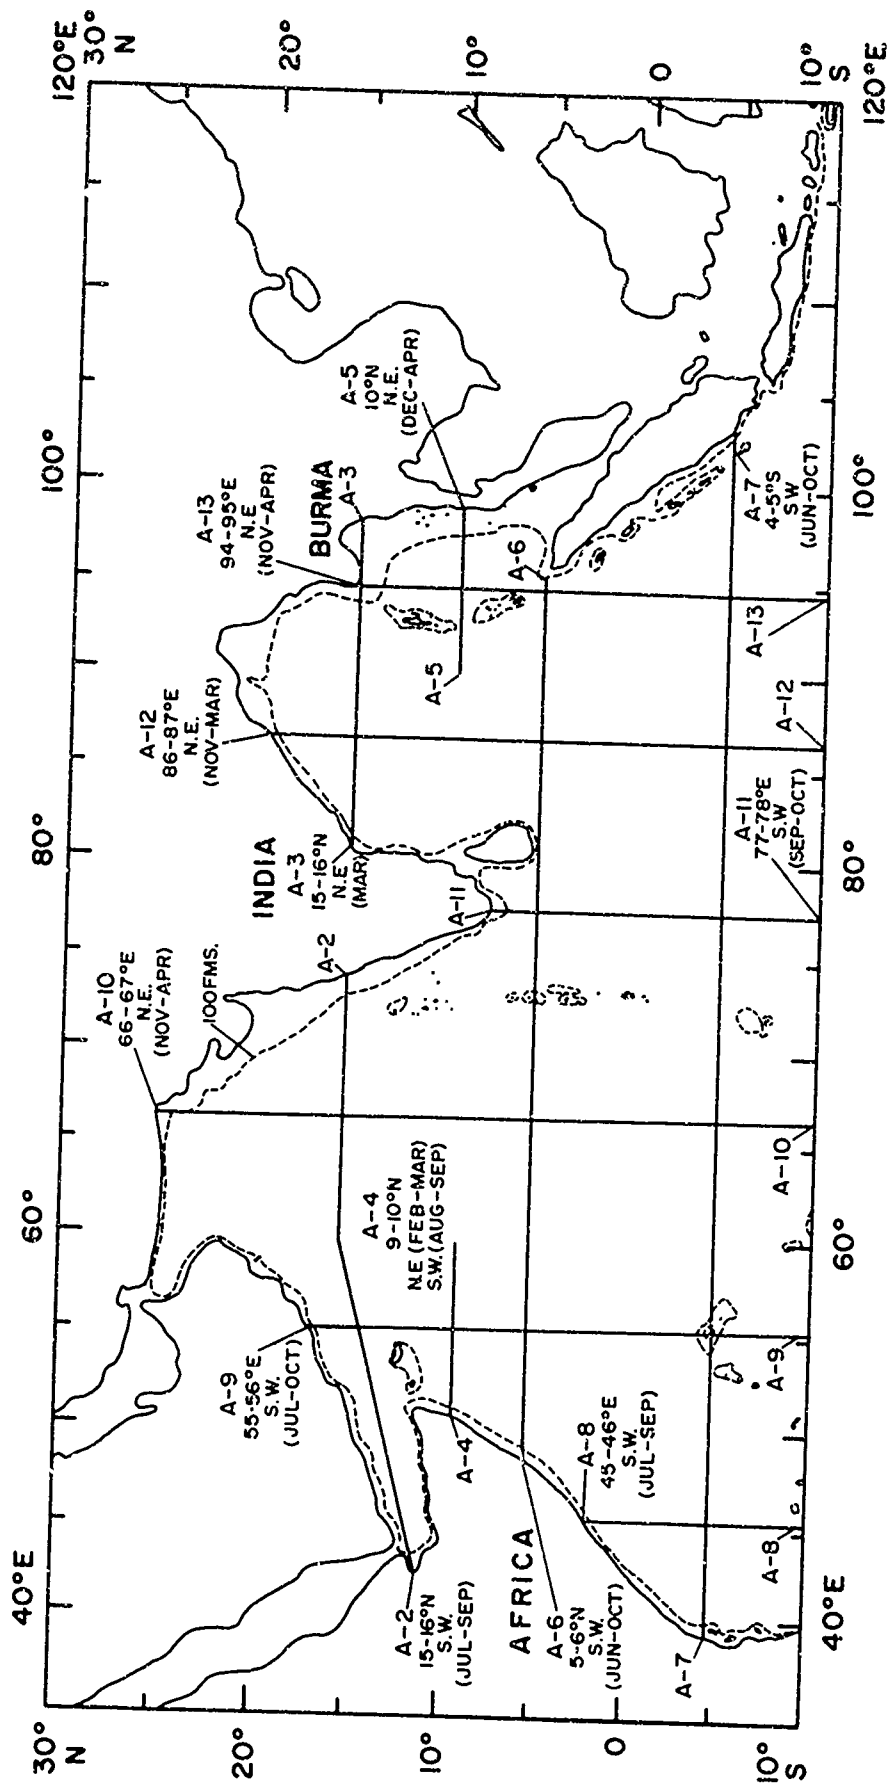 40°E
60°
80°
100°
120°E
30°
N
20°
10°
0
10°
S
30°
N
20°
10°
0
10°
S
40°E
60°
80°
100°
120°E.
A-10
66-67°E
N.E.
(NOV-APR)
100FMS.
A-12
86-87°E
N.E.
(NOV-MAR)
A-13
94-95°E
N.E
(NOV-APR)
BURMA
A-3
A-5
10°N
N.E.
(DEC-APR)
INDIA
A-3
15-16°N
N.E
(MAR)
A-2
A-11
A-5
A-6
A-9
55-56°E
S.W.
(JUL-OCT)
A-4
9-10°N
N.E (FEB-MAR)
S.W. (AUG-SEP)
A-2
15-16°N
S.W.
(JUL-SEP)
A-4
AFRICA
A-6
5-6°N
S.W.
(JUN-OCT)
A-8
45-46°E
S.W.
(JUL-SEP)
A-7
A-8
A-9
A-10
A-11
77-78°E
S.W
(SEP-OCT)
A-12
A-13
A-7
4-5°S
SW
(JUN-OCT)